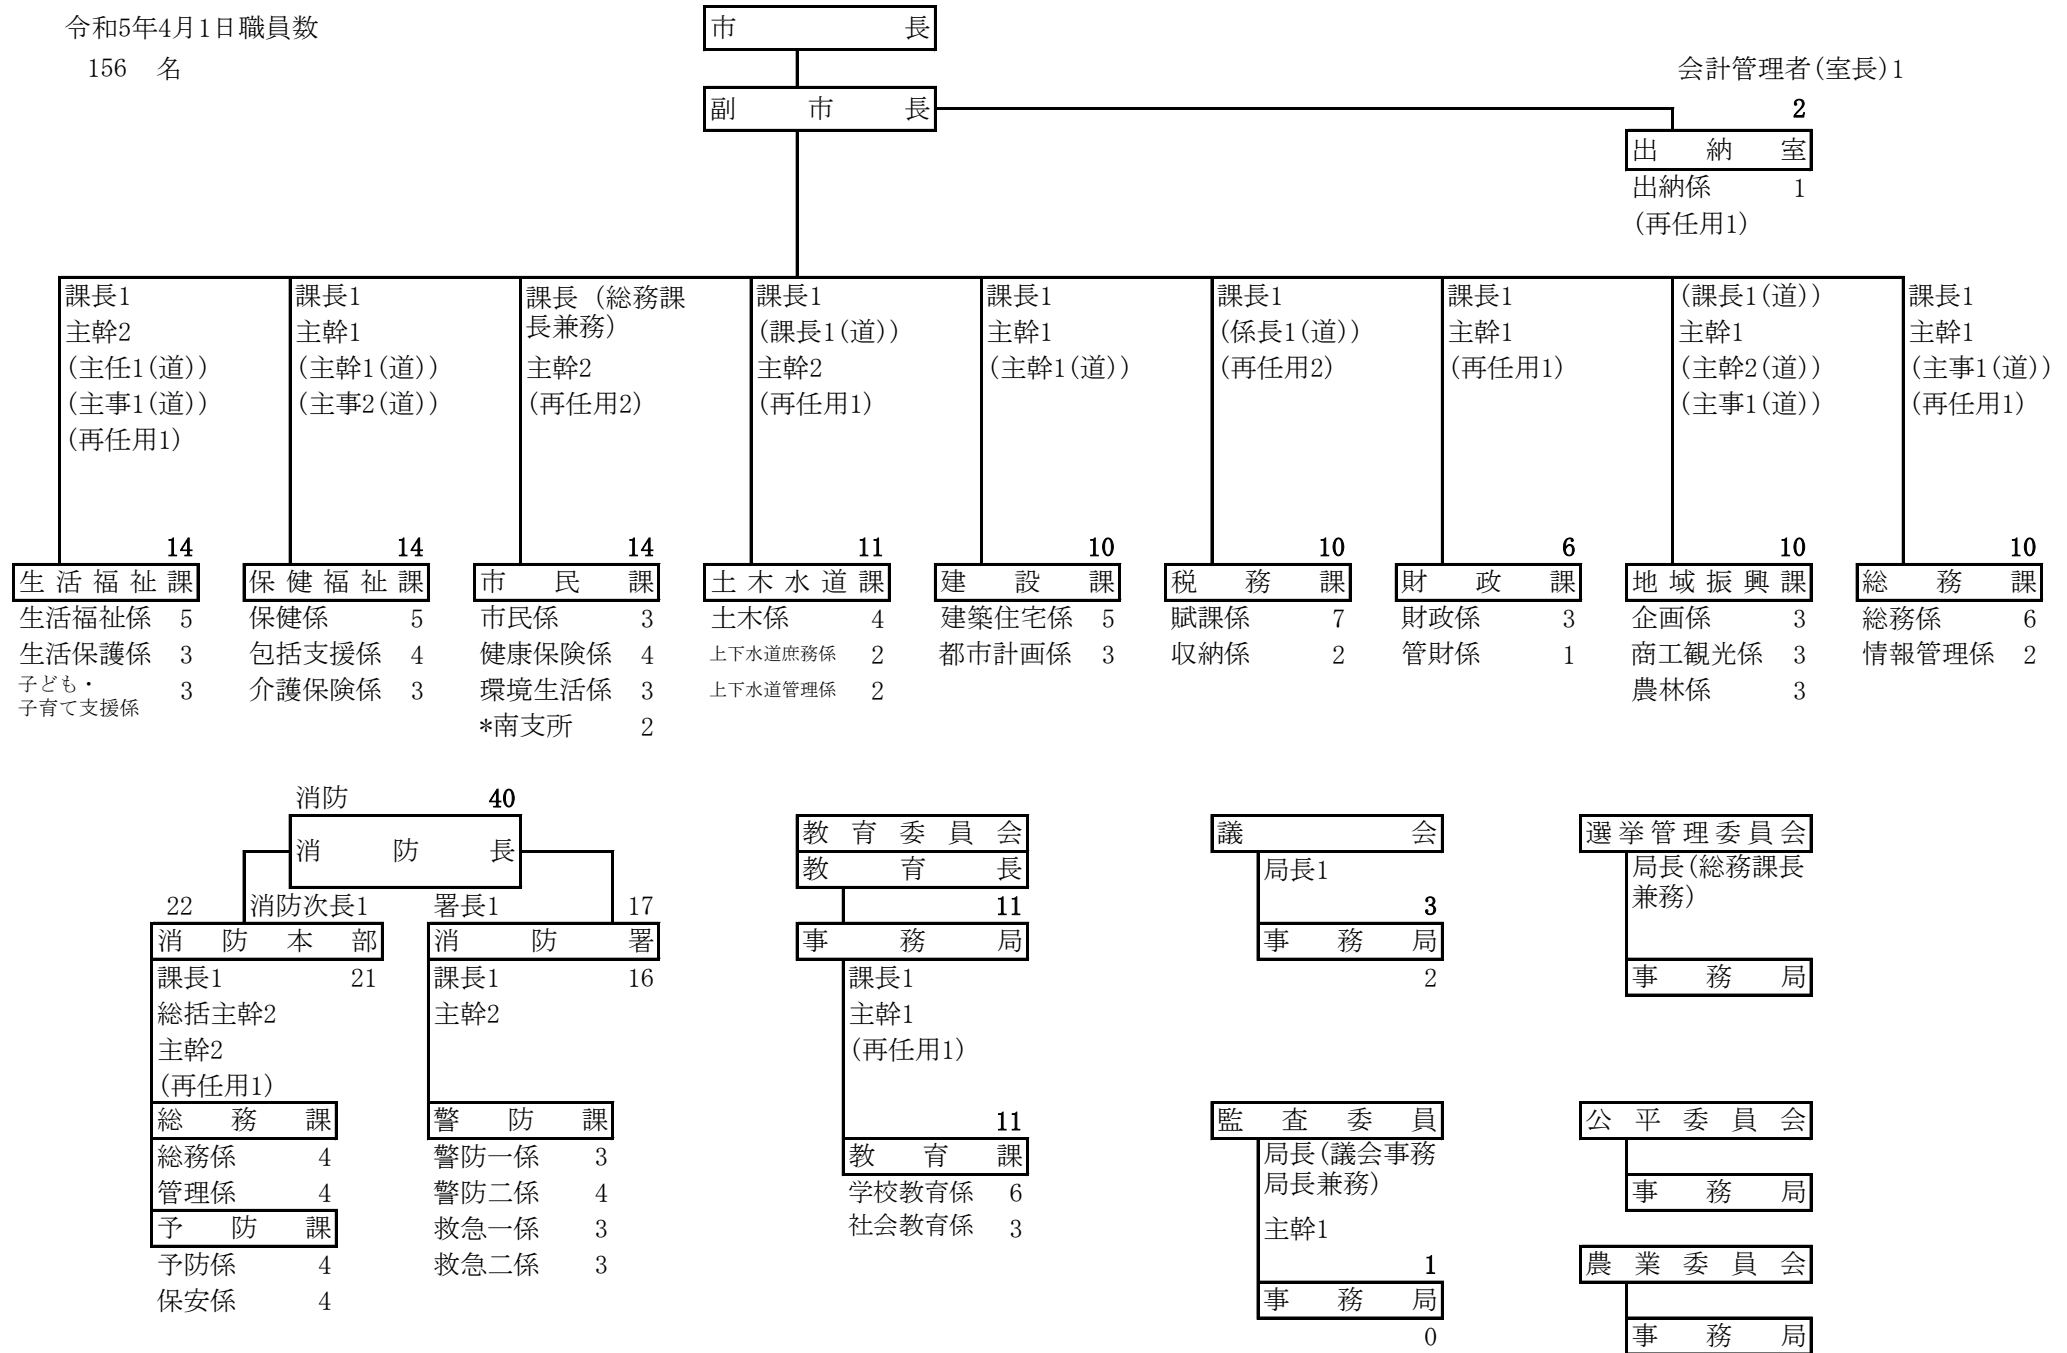 令和5年4月1日職員数
156 名
市長
副市長
会計管理者(室長)1
2
出納室
出納係 1
(再任用1)
課長1
主幹2
(主任1(道))
(主事1(道))
(再任用1)
14
生活福祉課
生活福祉係 5
生活保護係 3
子ども・
子育て支援係 3
課長1
主幹1
(主幹1(道))
(主事2(道))
14
保健福祉課
保健係 5
包括支援係 4
介護保険係 3
課長(総務課
長兼務)
主幹2
(再任用2)
14
市民課
市民係 3
健康保険係 4
環境生活係 3
*南支所 2
課長1
(課長1(道))
主幹2
(再任用1)
11
土木水道課
土木係 4
上下水道庶務係 2
上下水道管理係 2
課長1
主幹1
(主幹1(道))
10
建設課
建築住宅係 5
都市計画係 3
課長1
(係長1(道))
(再任用2)
10
税務課
賦課係 7
収納係 2
課長1
主幹1
(再任用1)
6
財政課
財政係 3
管財係 1
(課長1(道))
主幹1
(主幹2(道))
(主事1(道))
10
地域振興課
企画係 3
商工観光係 3
農林係 3
課長1
主幹1
(主事1(道))
(再任用1)
10
総務課
総務係 6
情報管理係 2
消防 40
消防長
22 消防次長1
消防本部
課長1 21
総括主幹2
主幹2
(再任用1)
総務課
総務係 4
管理係 4
予防課
予防係 4
保安係 4
署長1 17
消防署
課長1 16
主幹2
警防課
警防一係 3
警防二係 4
救急一係 3
救急二係 3
教育委員会
教育長
11
事務局
課長1
主幹1
(再任用1)
11
教育課
学校教育係 6
社会教育係 3
議会
局長1
3
事務局
2
監査委員
局長(議会事務
局長兼務)
主幹1
1
事務局
0
選挙管理委員会
局長(総務課長
兼務)
事務局
公平委員会
事務局
農業委員会
事務局